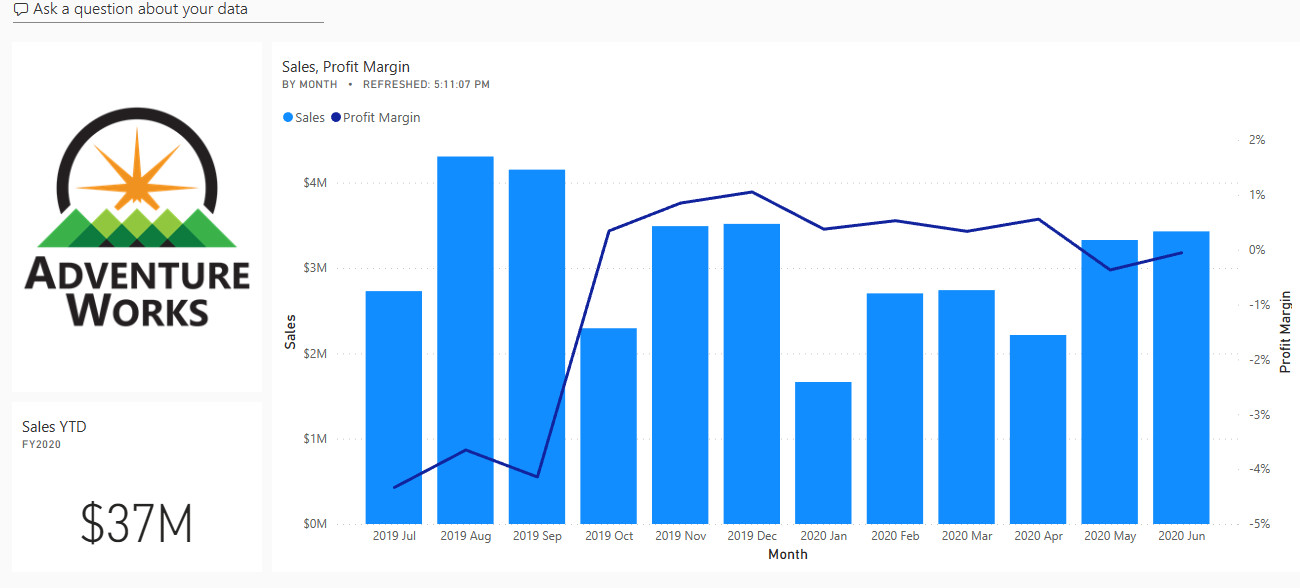 Ask a question about your data
ADVENTURE
WORKS
Sales YTD
FY2020
$37M
Sales, Profit Margin
BY MONTH • REFRESHED: 5:11:07 PM
Sales Profit Margin
Sales
$4M
$3M
$2M
$1M
$0M
2%
1%
0%
-1%
-2%
-3%
-4%
-5%
Profit Margin
2019 Jul 2019 Aug 2019 Sep 2019 Oct 2019 Nov 2019 Dec 2020 Jan 2020 Feb 2020 Mar 2020 Apr 2020 May 2020 Jun
Month